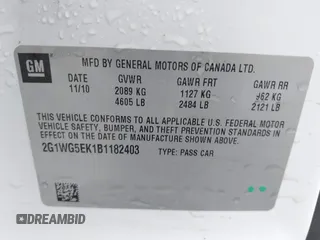 GM
MFD BY GENERAL MOTORS OF CANADA LTD.
DATE GVWR GAWR FRT GAWR RR
11/10 2089 KG 1127 KG 962 KG
4605 LB 2484 LB 2121 LB
THIS VEHICLE CONFORMS TO ALL APPLICABLE U.S. FEDERAL MOTOR
VEHICLE SAFETY, BUMPER, AND THEFT PREVENTION STANDARDS
IN EFFECT ON THE DATE OF MANUFACTURE SHOWN ABOVE.
2G1WG5EK1B1182403 TYPE: PASS CAR
DREAMBID